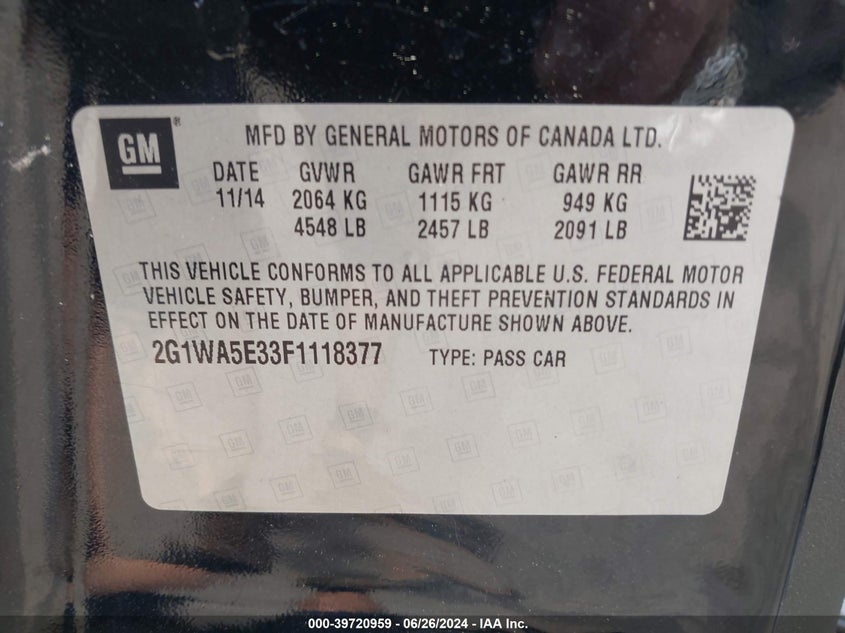 GM®
MFD BY GENERAL MOTORS OF CANADA LTD.
DATE GVWR GAWR FRT GAWR RR
11/14 2064 KG 1115 KG 949 KG
4548 LB 2457 LB 2091 LB
THIS VEHICLE CONFORMS TO ALL APPLICABLE U.S. FEDERAL MOTOR
VEHICLE SAFETY, BUMPER, AND THEFT PREVENTION STANDARDS IN
EFFECT ON THE DATE OF MANUFACTURE SHOWN ABOVE.
2G1WA5E33F1118377 TYPE: PASS CAR
000-39720959 - 06/26/2024 - IAA Inc.